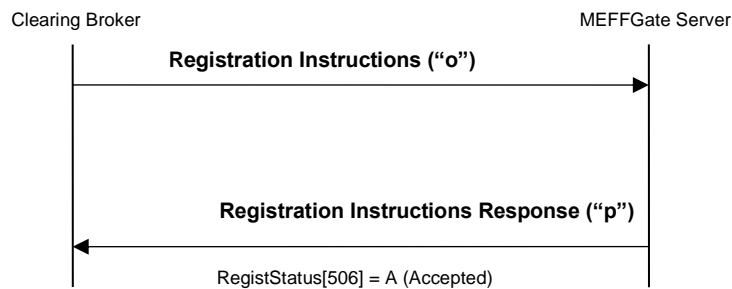 Clearing Broker
MEFFGate Server
Registration Instructions (“o”)
Registration Instructions Response (“p”)
RegistStatus[506] = A (Accepted)